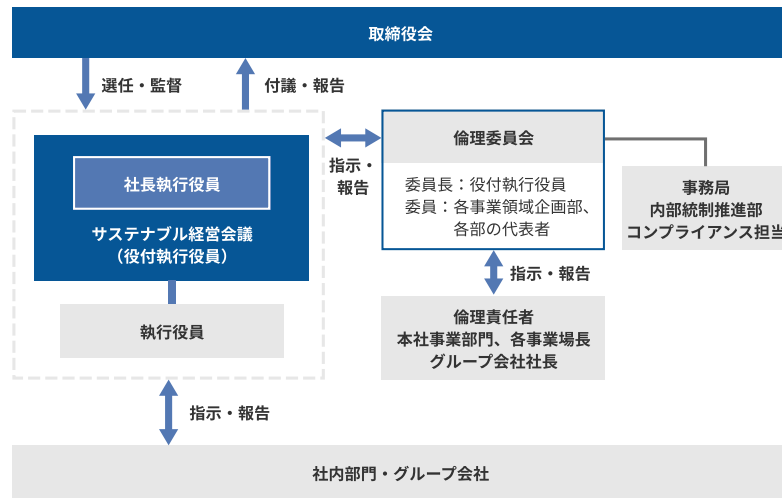 取締役会
選任・監督
付議・報告
社長執行役員
サステナブル経営会議
（役付執行役員）
執行役員
指示・
報告
倫理委員会
委員長：役付執行役員
委員：各事業領域企画部、
各部の代表者
事務局
内部統制推進部
コンプライアンス担当
指示・報告
倫理責任者
本社事業部門、各事業場長
グループ会社社長
指示・報告
社内部門・グループ会社